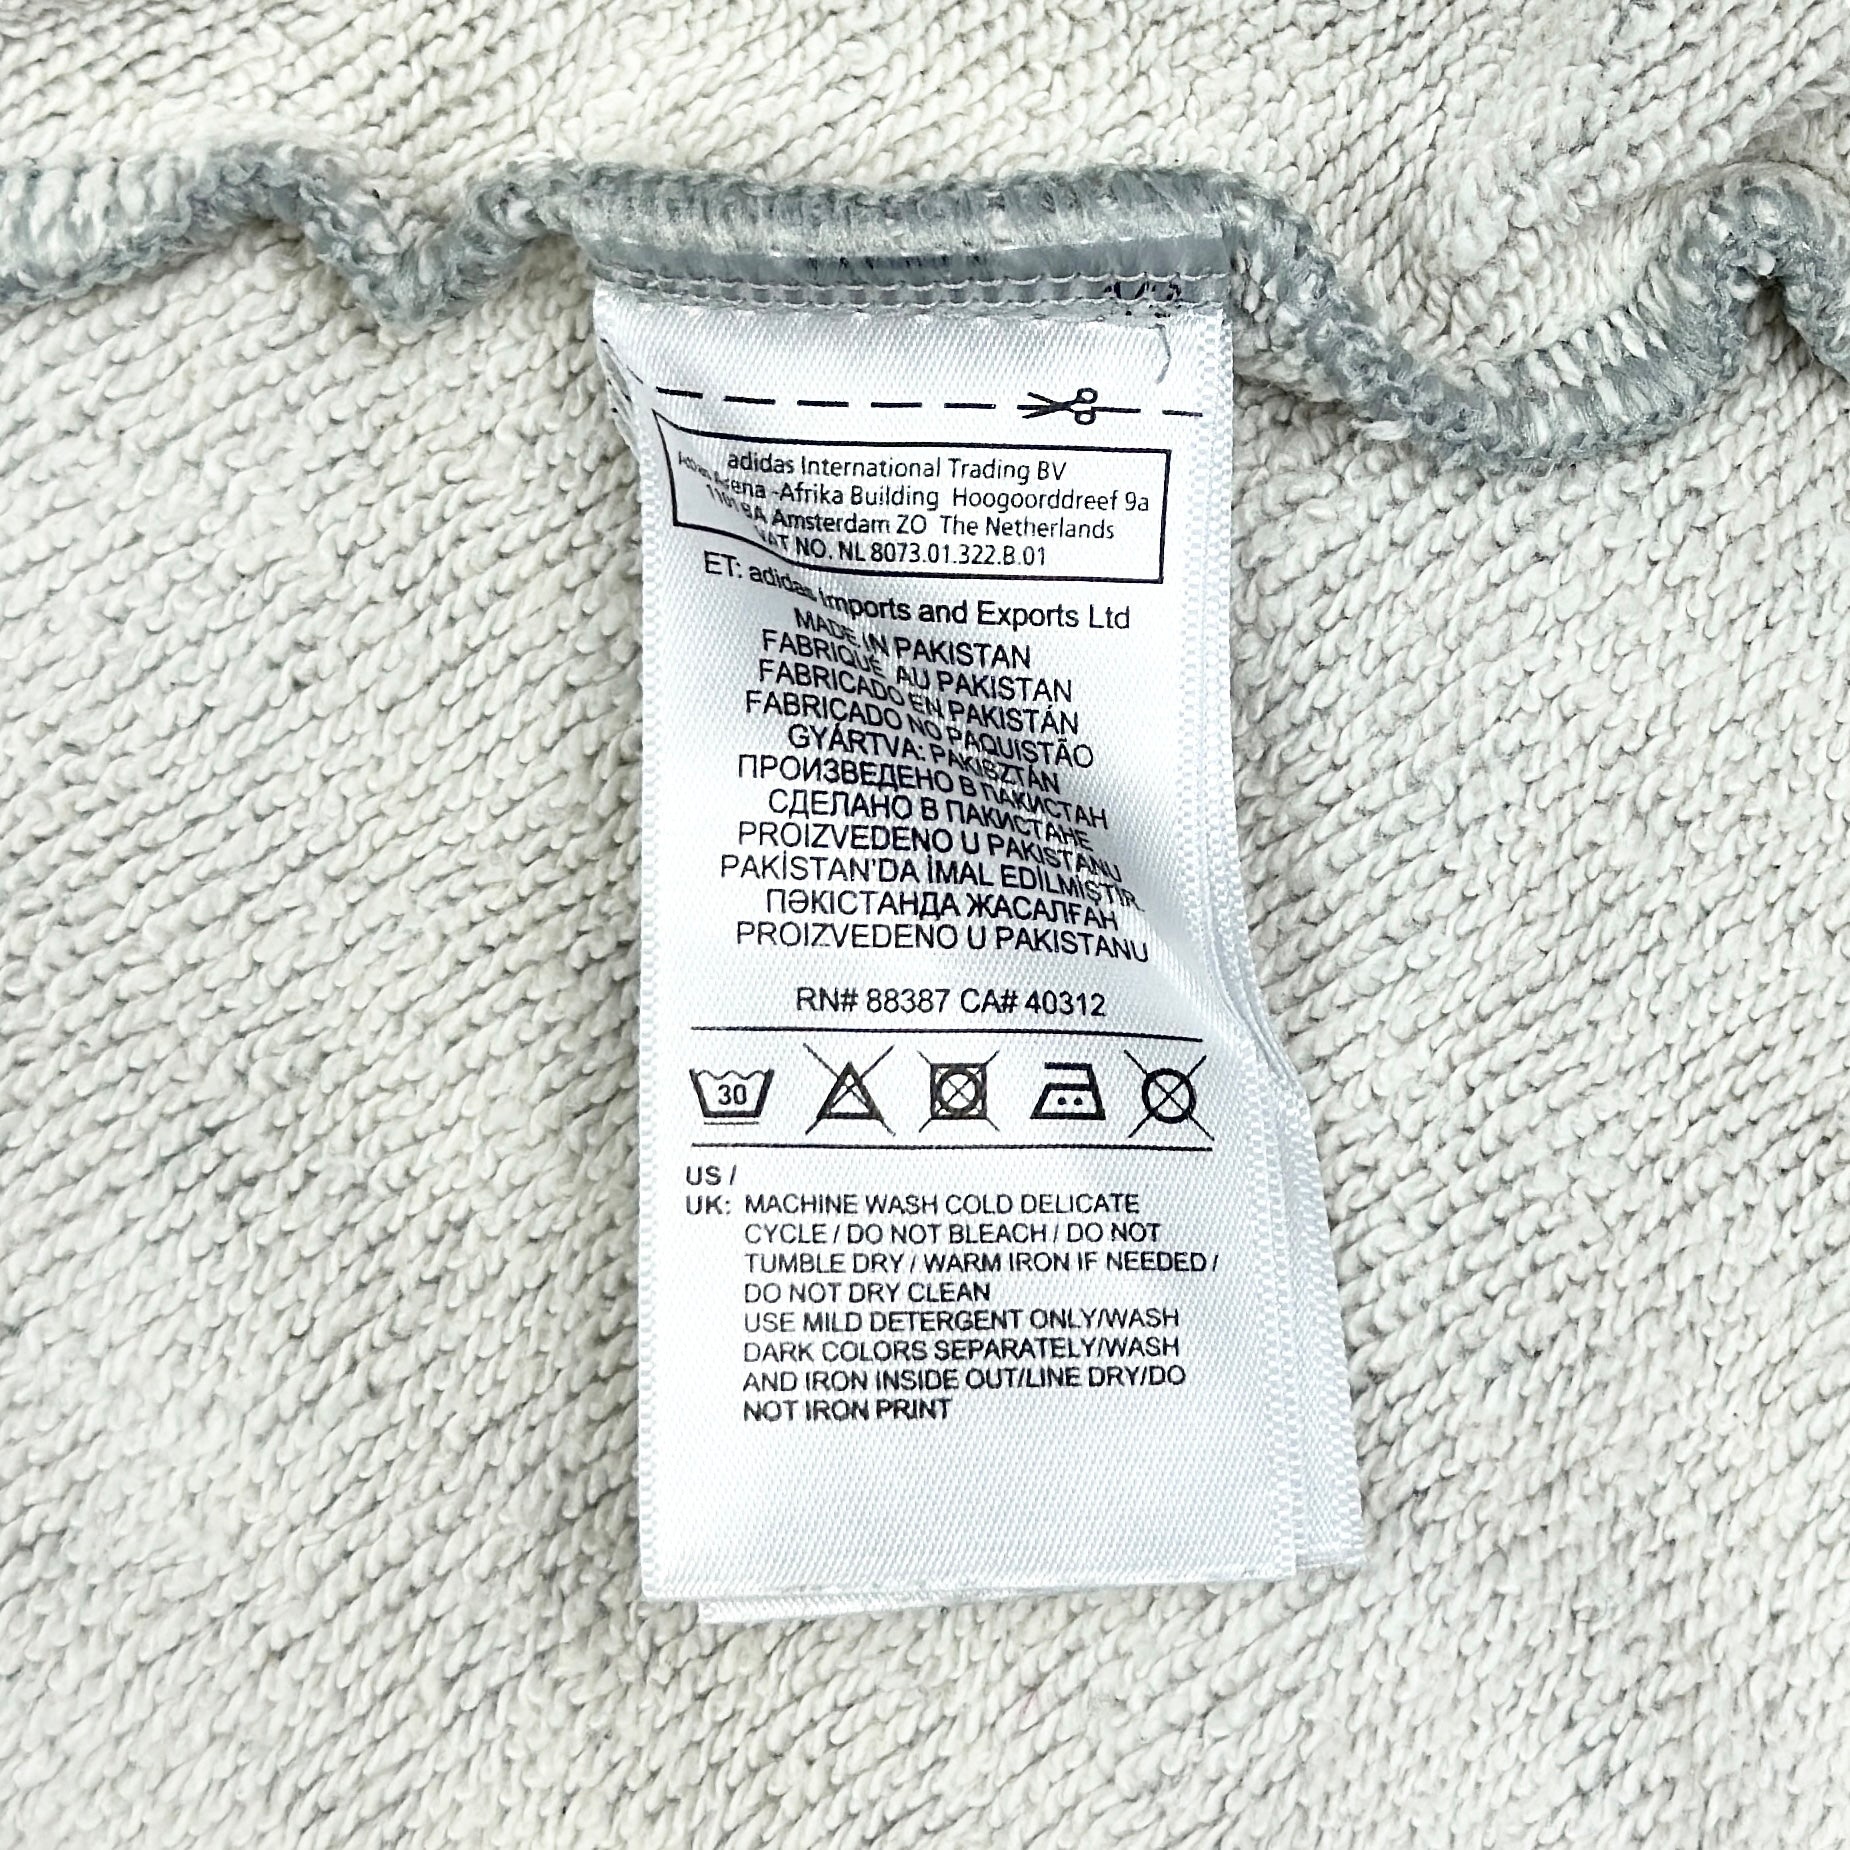 adidas International Trading BV
Arena -Afrika Building Hoogoorddreef 9a
1101 BA Amsterdam ZO The Netherlands
VAT NO. NL 8073.01.322.B.01
ET: adidas Imports and Exports Ltd
MADE IN PAKISTAN
FABRIQUÉ AU PAKISTAN
FABRICADO EN PAKISTÁN
FABRICADO NO PAQUISTÃO
GYÁRTVA: PAKISZTÁN
ПРОИЗВЕДЕНО В ПАКИСТАН
СДЕЛАНО В ПАКИСТАНЕ
PROIZVEDENO U PAKISTANU
PAKİSTAN'DA İMAL EDİLMİŞTİR.
ПӘКІСТАНДА ЖАСАЛҒАН
PROIZVEDENO U PAKISTANU
RN# 88387 CA# 40312
30
US /
UK: MACHINE WASH COLD DELICATE
CYCLE / DO NOT BLEACH / DO NOT
TUMBLE DRY / WARM IRON IF NEEDED /
DO NOT DRY CLEAN
USE MILD DETERGENT ONLY/WASH
DARK COLORS SEPARATELY/WASH
AND IRON INSIDE OUT/LINE DRY/DO
NOT IRON PRINT